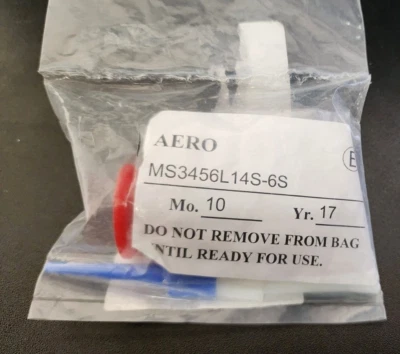 AERO
E
MS3456L14S-6S
Mo. 10 Yr. 17
DO NOT REMOVE FROM BAG
UNTIL READY FOR USE.